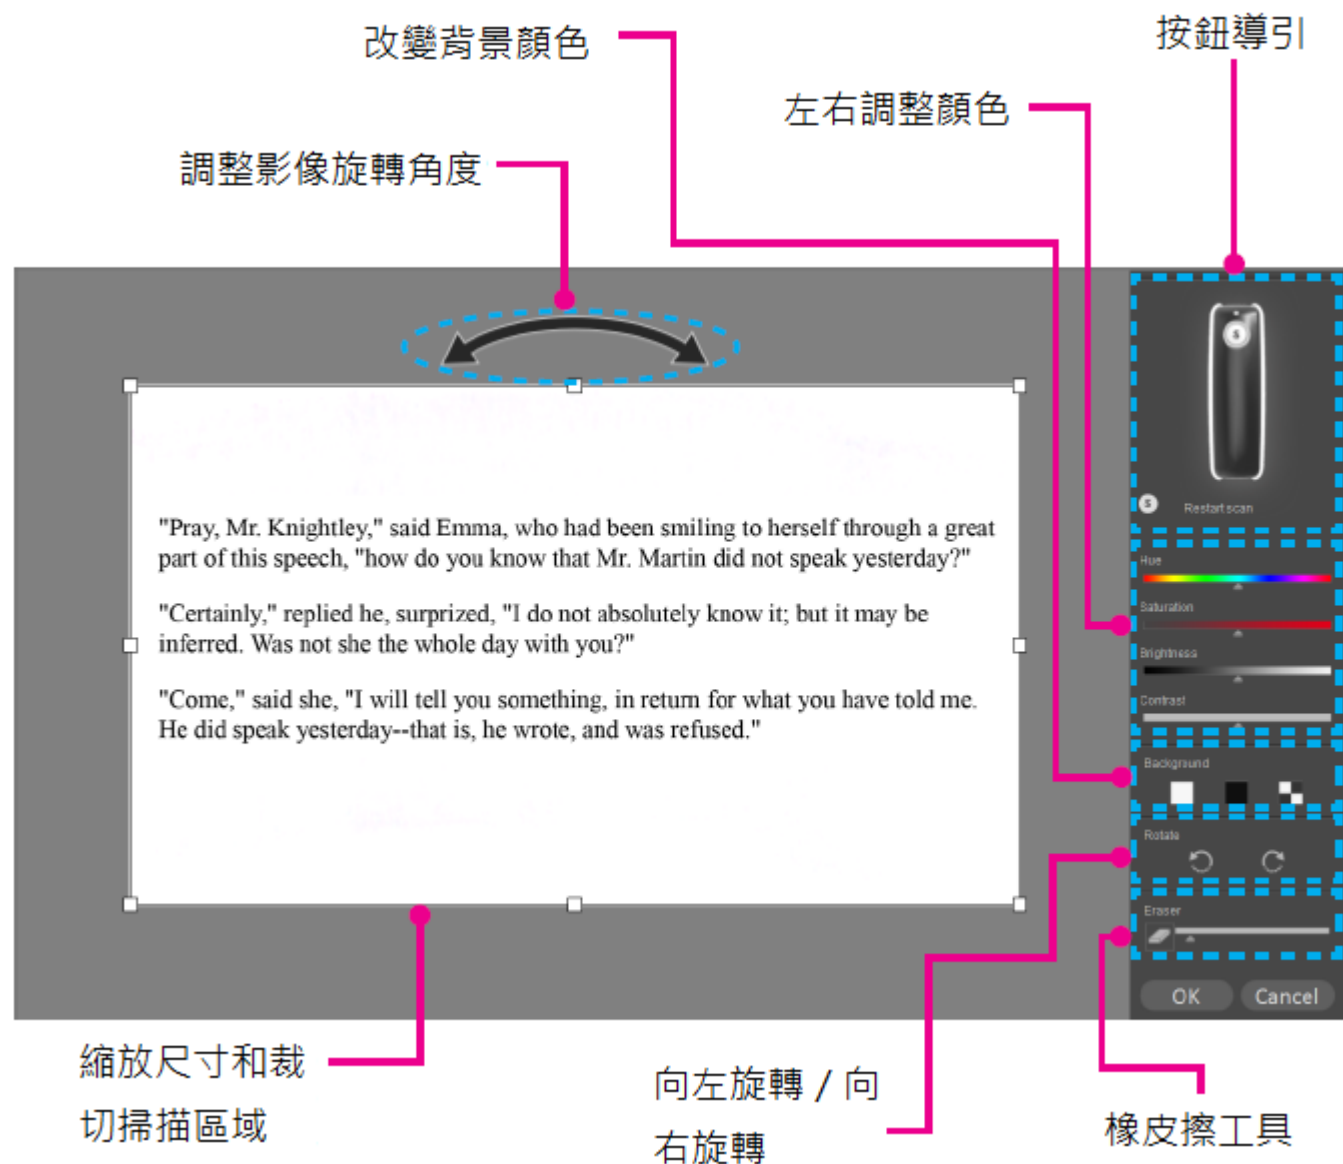 改變背景顏色
按鈕導引
左右調整顏色
調整影像旋轉角度
S
S Restart scan
"Pray, Mr. Knightley," said Emma, who had been smiling to herself through a great
part of this speech, "how do you know that Mr. Martin did not speak yesterday?"
"Certainly," replied he, surprized, "I do not absolutely know it; but it may be
inferred. Was not she the whole day with you?"
"Come," said she, "I will tell you something, in return for what you have told me.
He did speak yesterday--that is, he wrote, and was refused."
Hue
Saturation
Brightness
Contrast
Background
Rotate
Eraser
OK Cancel
縮放尺寸和裁
切掃描區域
向左旋轉 / 向
右旋轉
橡皮擦工具